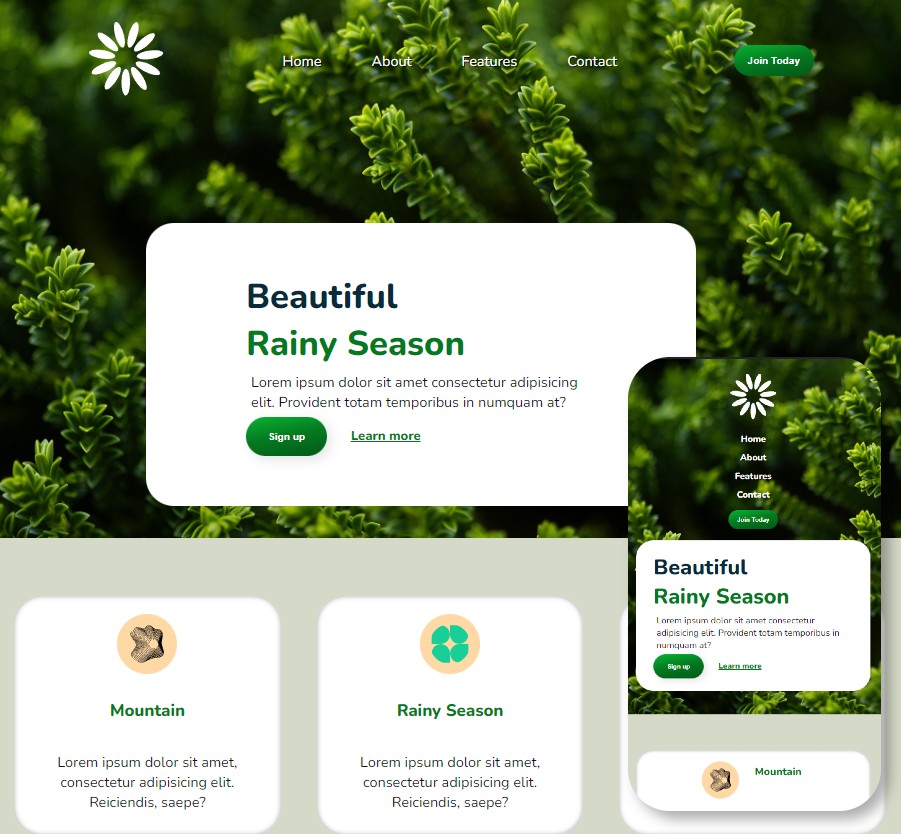 Home
About
Features
Contact
Join Today
Beautiful
Rainy Season
Lorem ipsum dolor sit amet consectetur adipisicing
elit. Provident totam temporibus in numquam at?
Sign up
Learn more
Mountain
Lorem ipsum dolor sit amet,
consectetur adipisicing elit.
Reiciendis, saepe?
Rainy Season
Lorem ipsum dolor sit amet,
consectetur adipisicing elit.
Reiciendis, saepe?
Home
About
Features
Contact
Join Today
Beautiful
Rainy Season
Lorem ipsum dolor sit amet consectetur
adipisicing elit. Provident totam temporibus in
numquam at?
Sign up
Learn more
Mountain